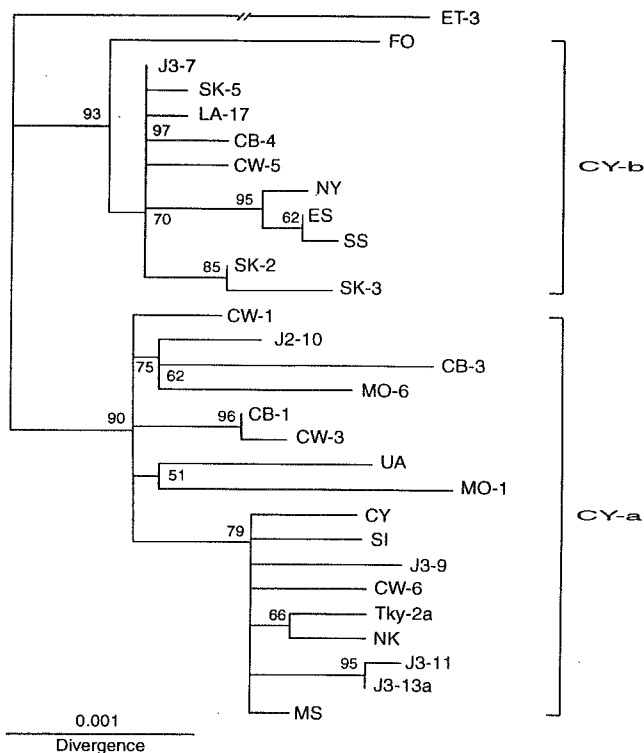 ET-3
FO
J3-7
SK-5
93
LA-17
97
CB-4
CW-5
CY-b
NY
95
ES
62
70
SS
SK-2
85
SK-3
CW-1
J2-10
75
CB-3
62
MO-6
90
96
CB-1
CW-3
UA
51
MO-1
CY-a
CY
79
SI
J3-9
CW-6
Tky-2a
66
NK
95
J3-11
J3-13a
MS
0.001
Divergence